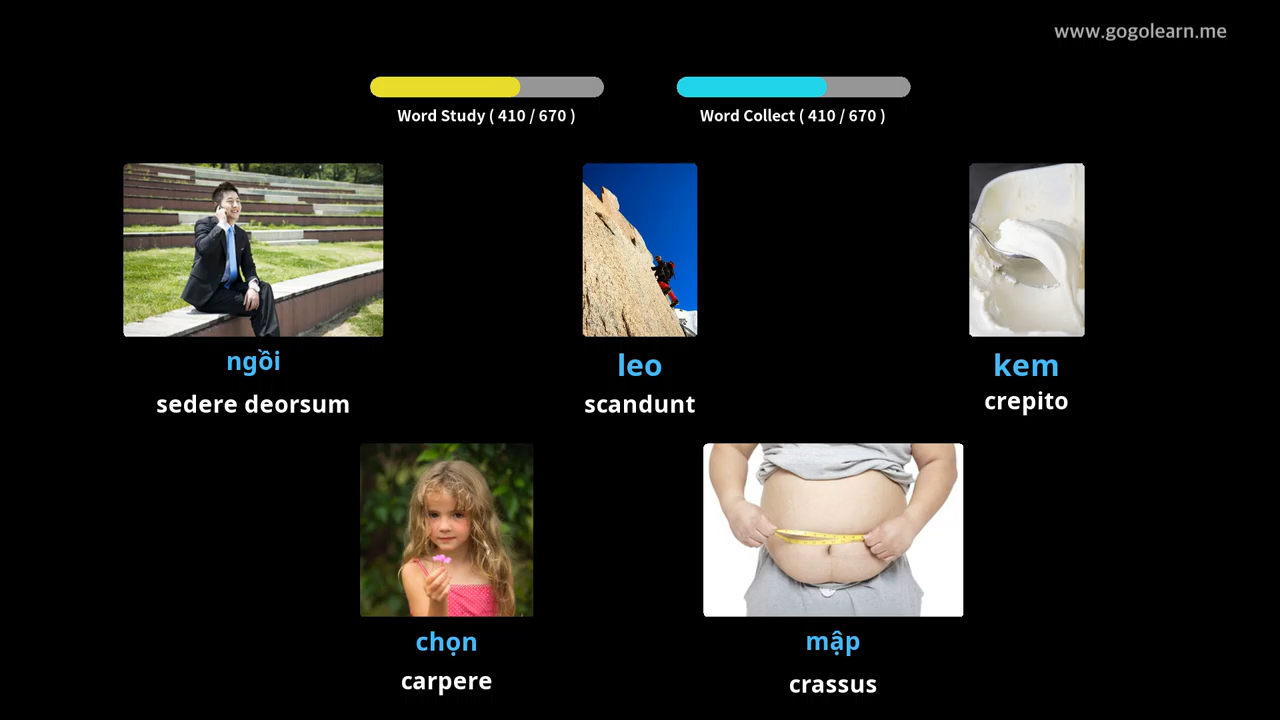 www.gogolearn.me
Word Study ( 410 / 670 )
Word Collect ( 410 / 670 )
ngồi
leo
kem
sedere deorsum
scandunt
crepito
chọn
mập
carpere
crassus